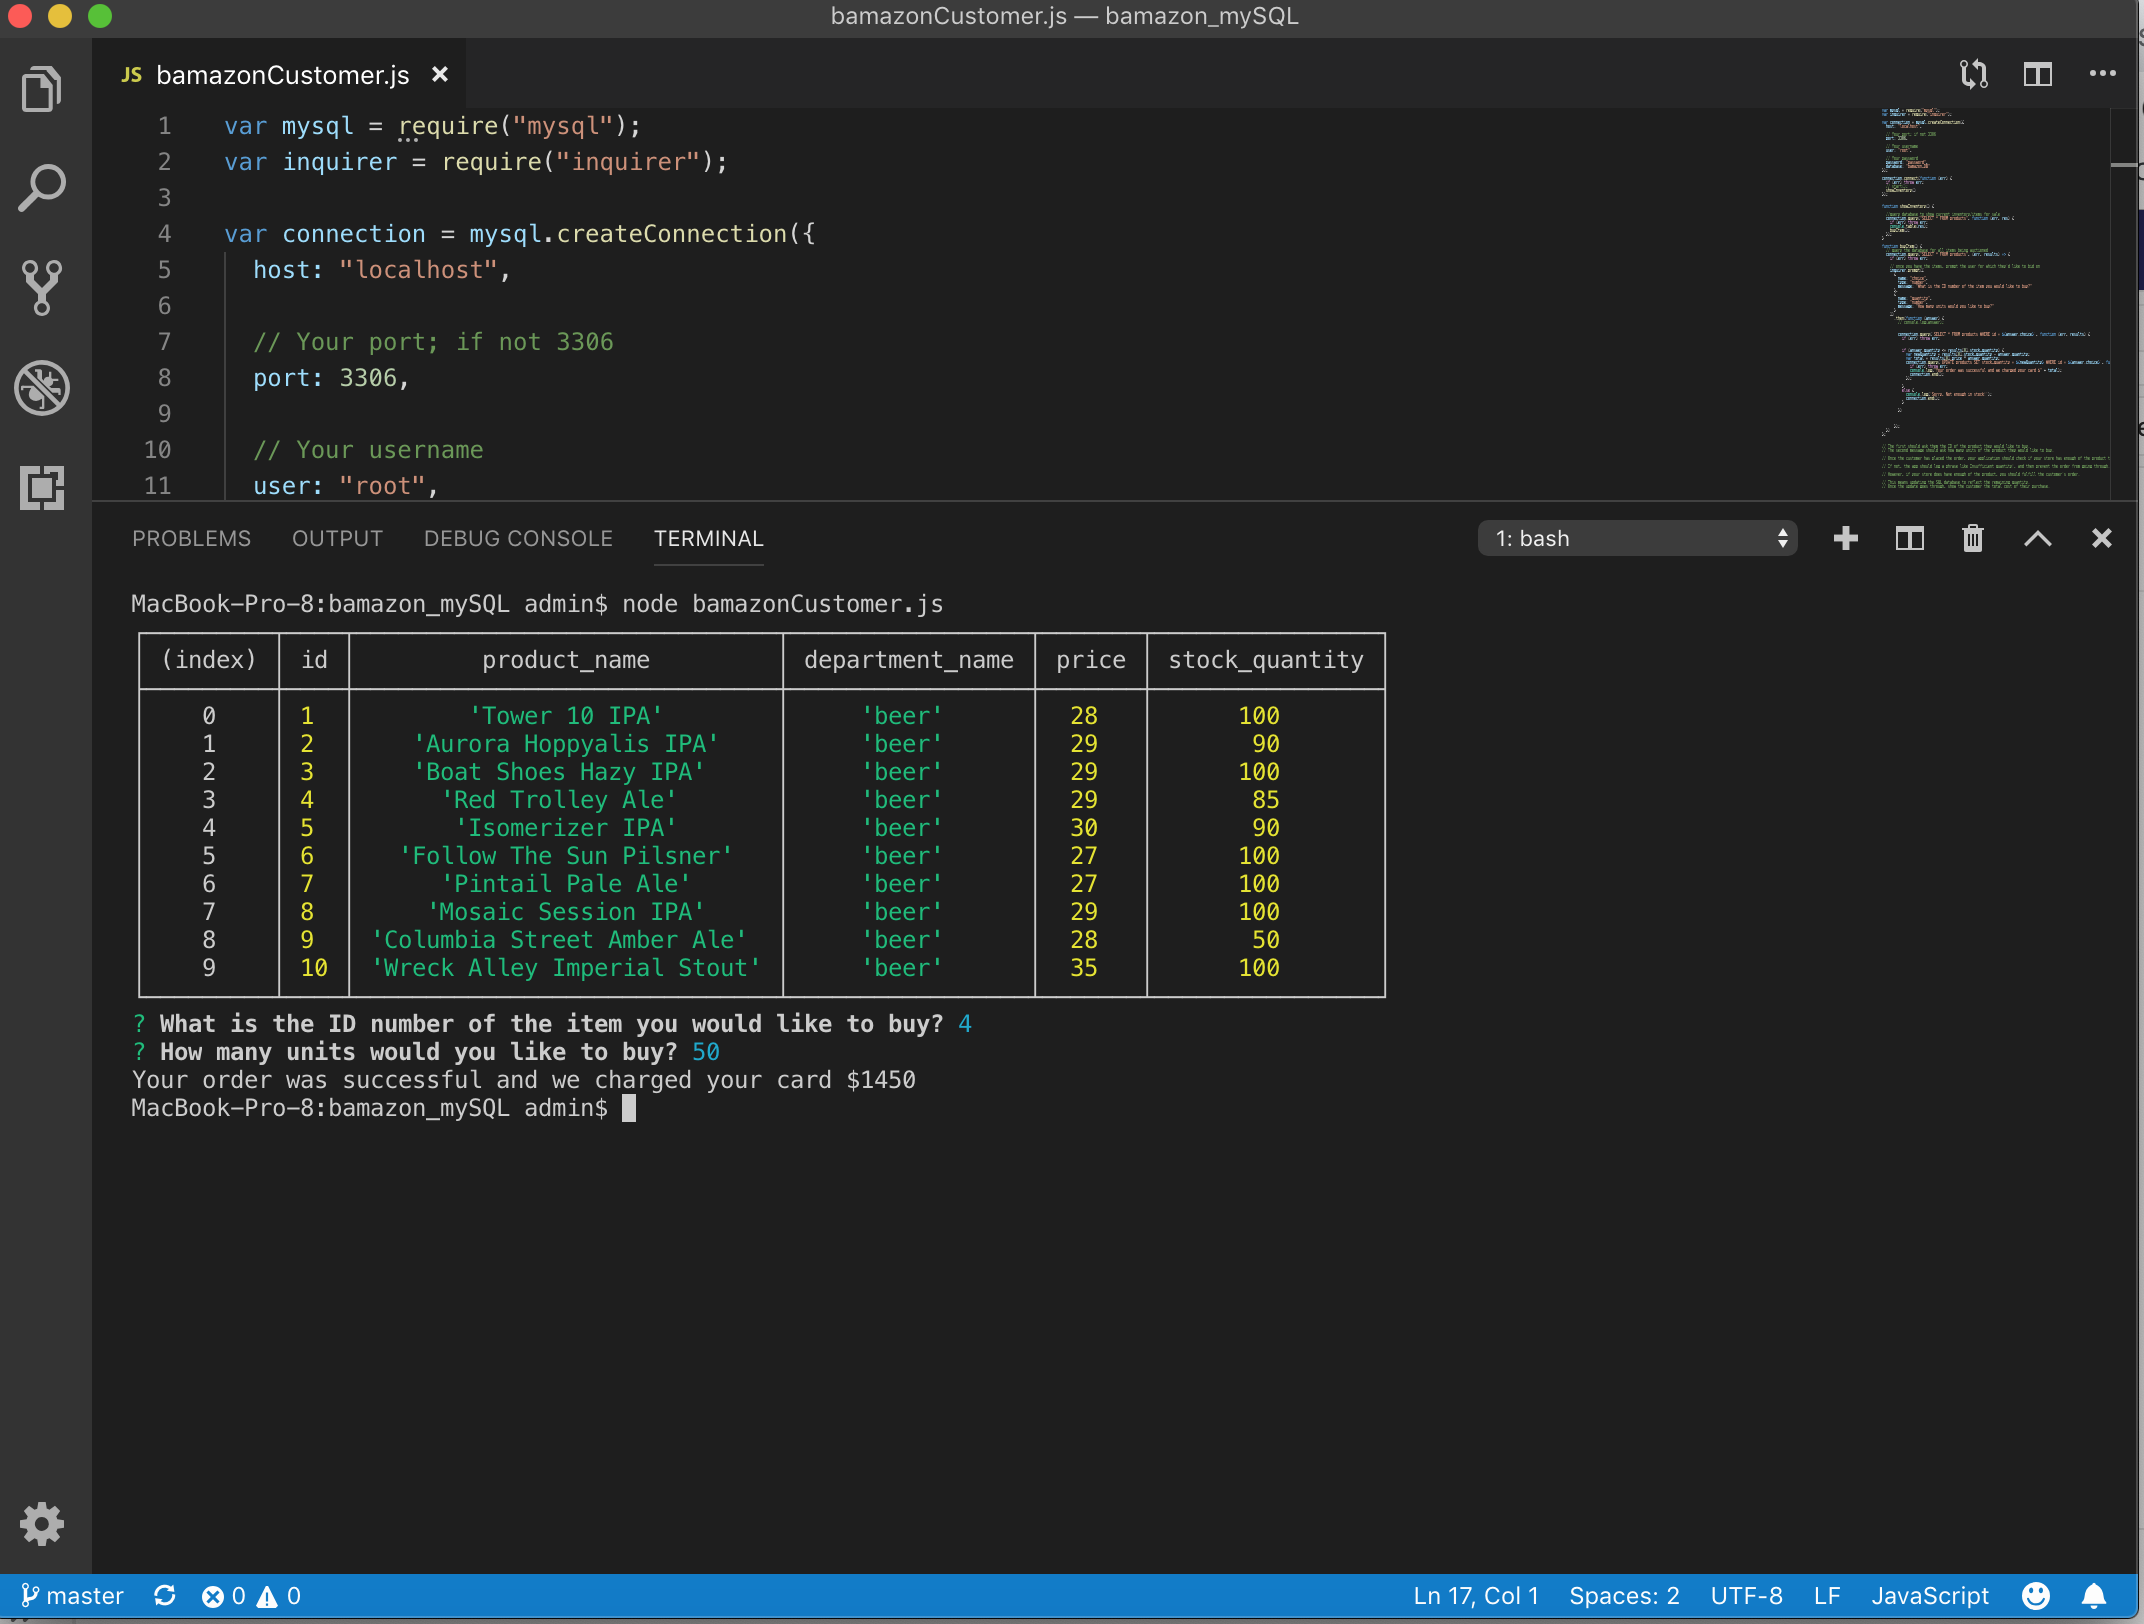 bamazonCustomer.js — bamazon_mySQL
JS bamazonCustomer.js
1 var mysql = require("mysql");
2 var inquirer = require("inquirer");
3
4 var connection = mysql.createConnection({
5 host: "localhost",
6
7 // Your port; if not 3306
8 port: 3306,
9
10 // Your username
11 user: "root",
PROBLEMS OUTPUT DEBUG CONSOLE TERMINAL 1: bash
MacBook-Pro-8:bamazon_mySQL admin$ node bamazonCustomer.js
(index) id product_name department_name price stock_quantity
0 1 'Tower 10 IPA' 'beer' 28 100
1 2 'Aurora Hoppyalis IPA' 'beer' 29 90
2 3 'Boat Shoes Hazy IPA' 'beer' 29 100
3 4 'Red Trolley Ale' 'beer' 29 85
4 5 'Isomerizer IPA' 'beer' 30 90
5 6 'Follow The Sun Pilsner' 'beer' 27 100
6 7 'Pintail Pale Ale' 'beer' 27 100
7 8 'Mosaic Session IPA' 'beer' 29 100
8 9 'Columbia Street Amber Ale' 'beer' 28 50
9 10 'Wreck Alley Imperial Stout' 'beer' 35 100
? What is the ID number of the item you would like to buy? 4
? How many units would you like to buy? 50
Your order was successful and we charged your card $1450
MacBook-Pro-8:bamazon_mySQL admin$
master 0 0 Ln 17, Col 1 Spaces: 2 UTF-8 LF JavaScript